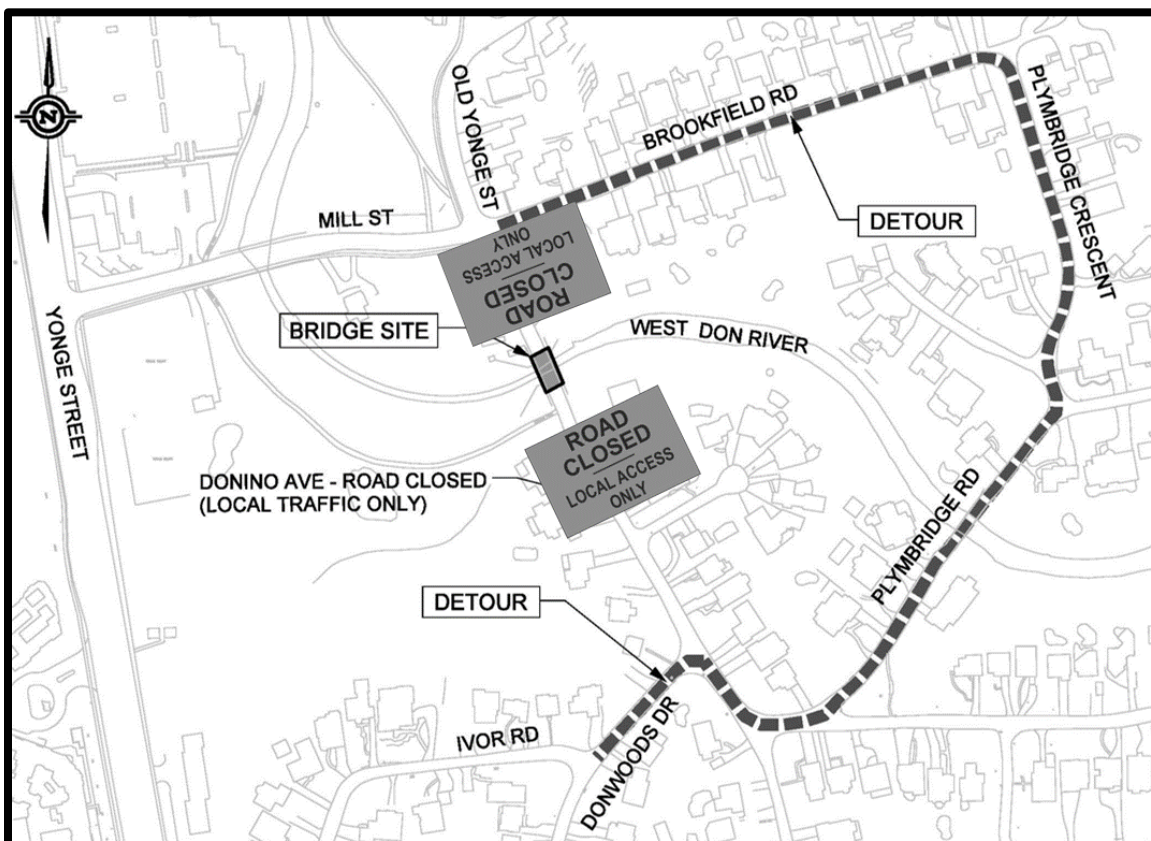 N
OLD YONGE ST
BROOKFIELD RD
PLYMBRIDGE CRESCENT
DETOUR
MILL ST
ROAD
CLOSED
LOCAL ACCESS
ONLY
YONGE STREET
BRIDGE SITE
WEST DON RIVER
ROAD
CLOSED
LOCAL ACCESS
ONLY
DONINO AVE - ROAD CLOSED
(LOCAL TRAFFIC ONLY)
PLYMBRIDGE RD
DETOUR
IVOR RD
DONWOODS DR